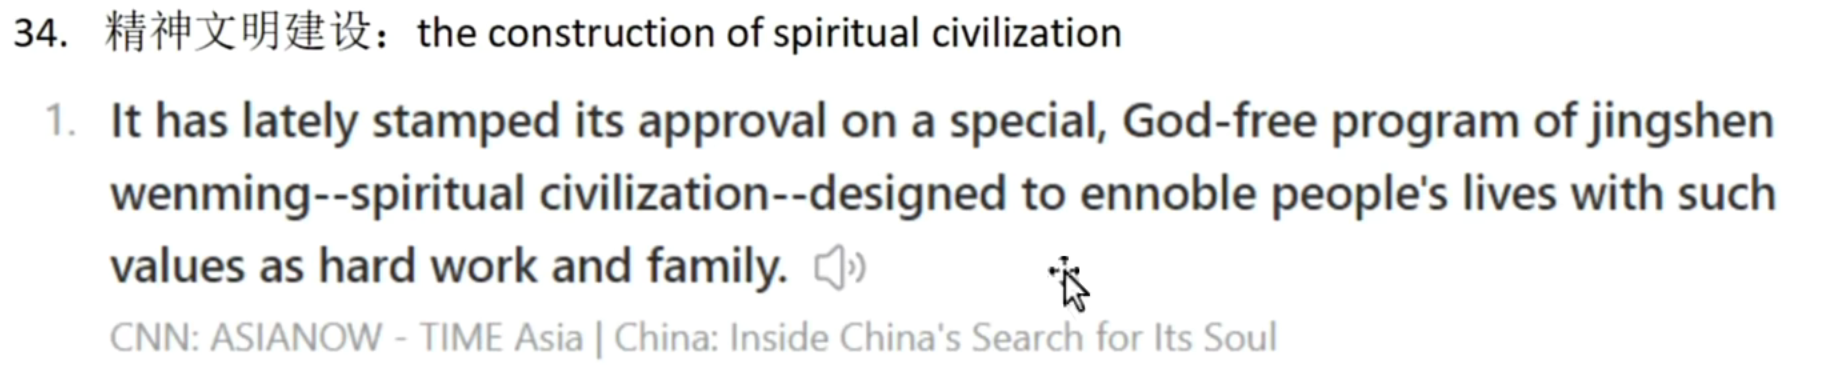 34. 精神文明建设：the construction of spiritual civilization
1. It has lately stamped its approval on a special, God-free program of jingshen
wenming--spiritual civilization--designed to ennoble people's lives with such
values as hard work and family.
CNN: ASIANOW - TIME Asia | China: Inside China's Search for Its Soul